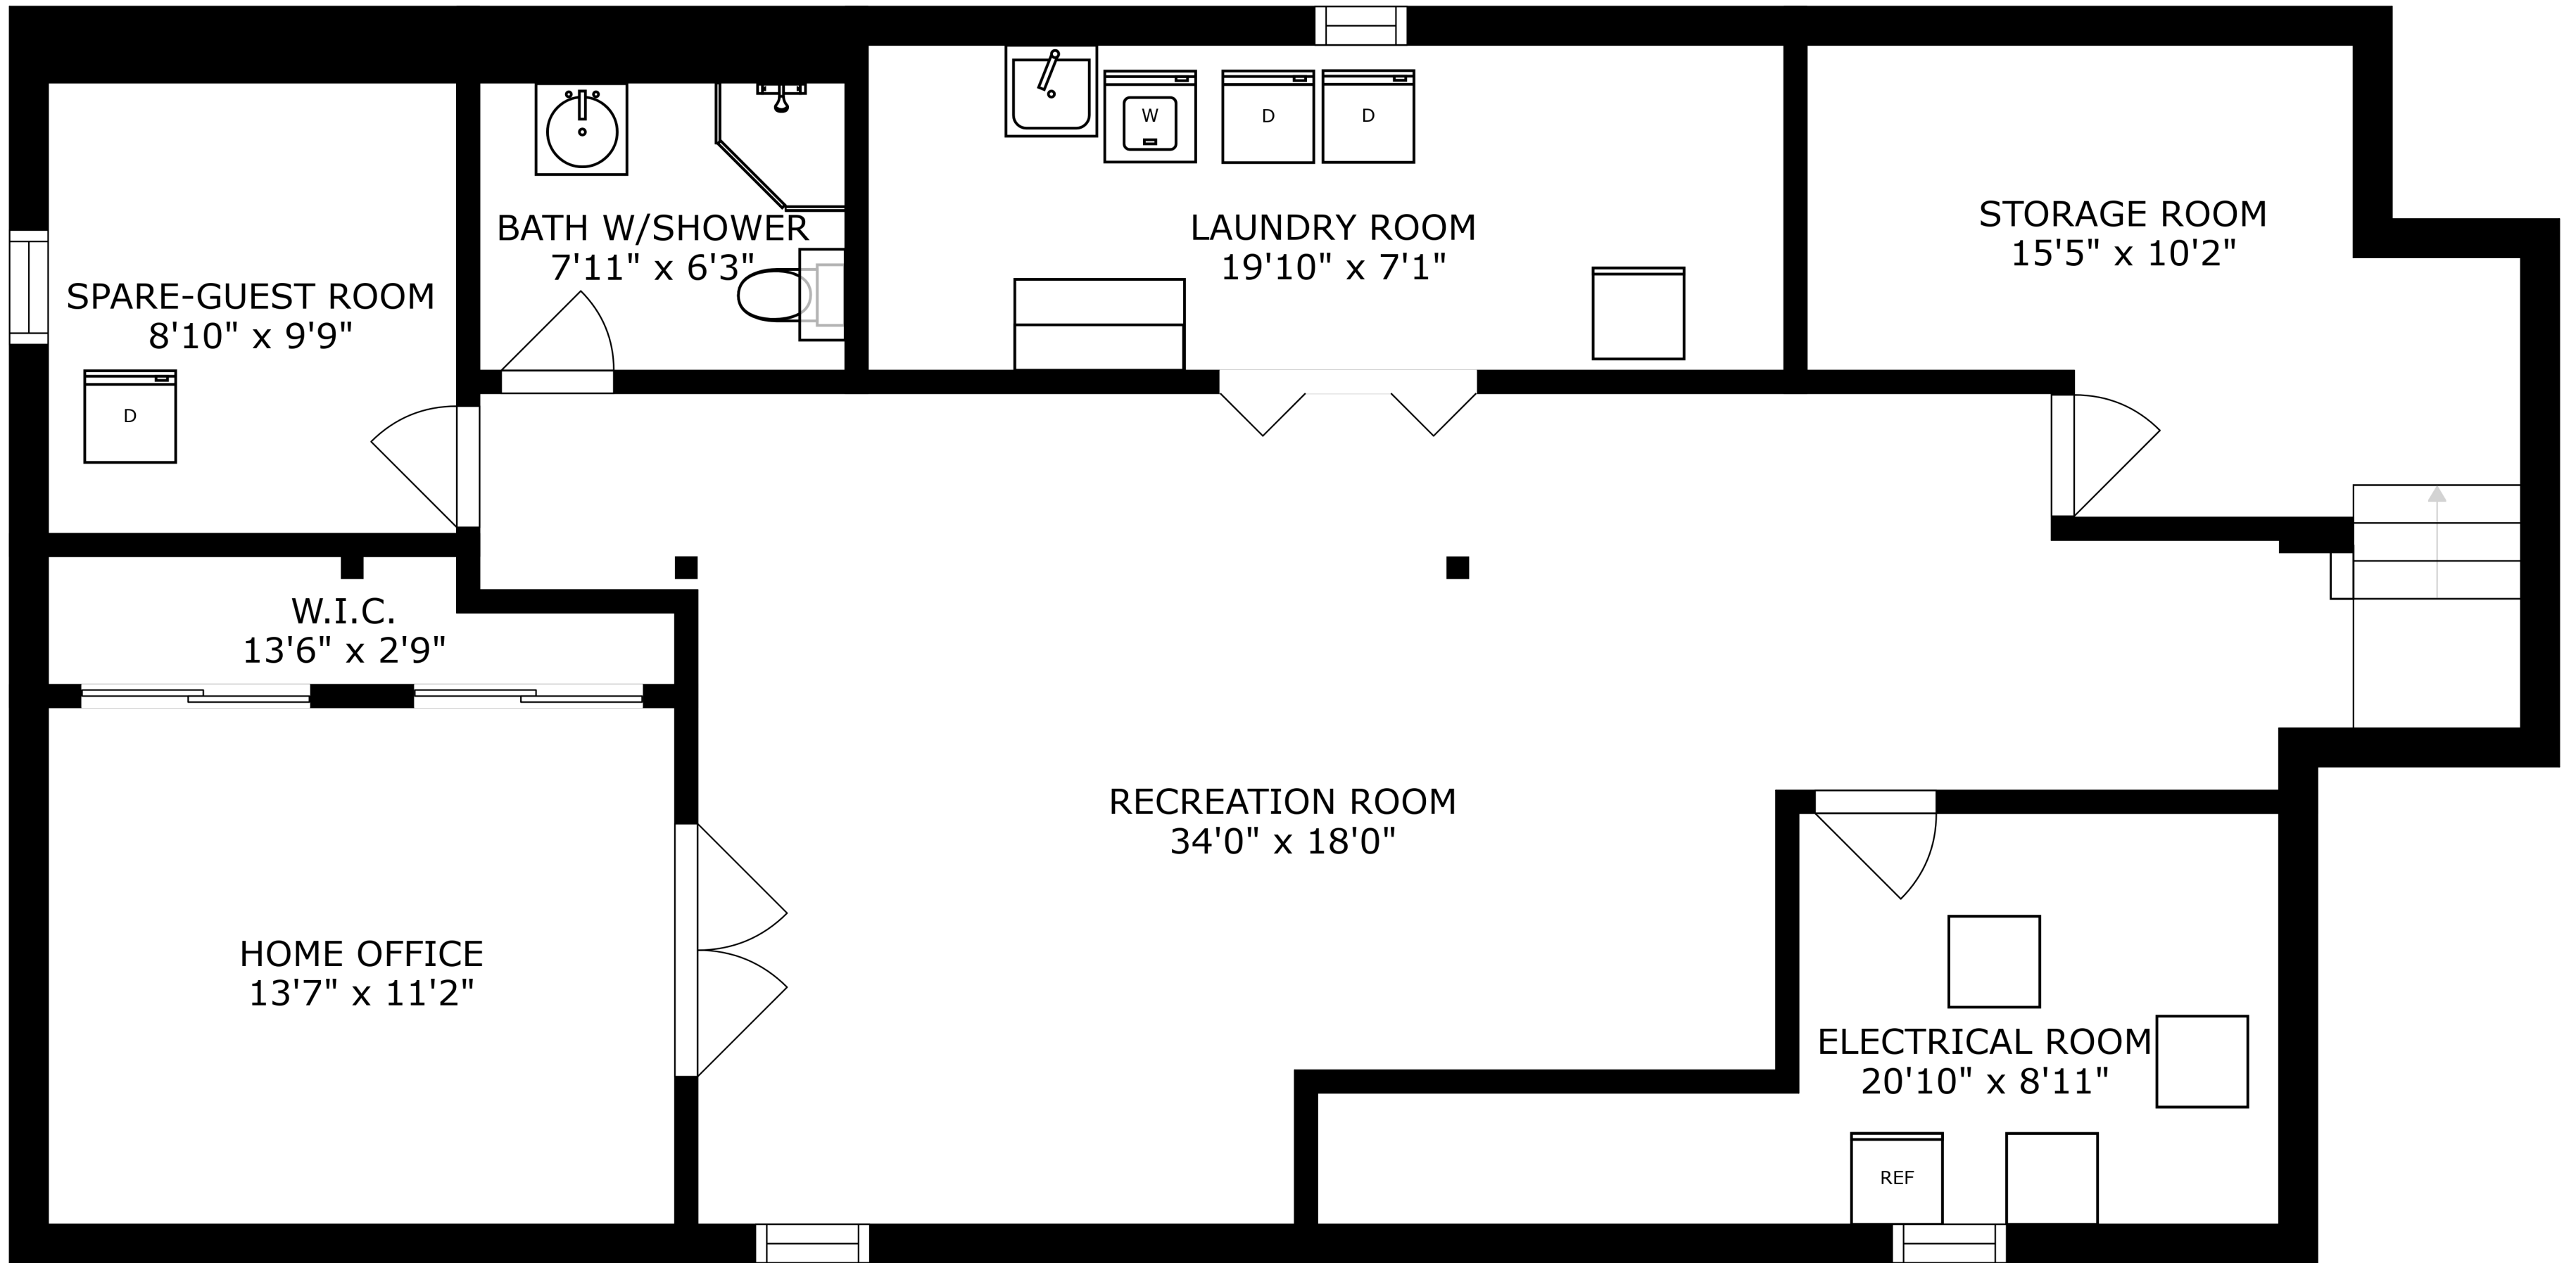 W
D
D
BATH W/SHOWER
7'11" x 6'3"
LAUNDRY ROOM
19'10" x 7'1"
STORAGE ROOM
15'5" x 10'2"
SPARE-GUEST ROOM
8'10" x 9'9"
D
W.I.C.
13'6" x 2'9"
RECREATION ROOM
34'0" x 18'0"
HOME OFFICE
13'7" x 11'2"
ELECTRICAL ROOM
20'10" x 8'11"
REF